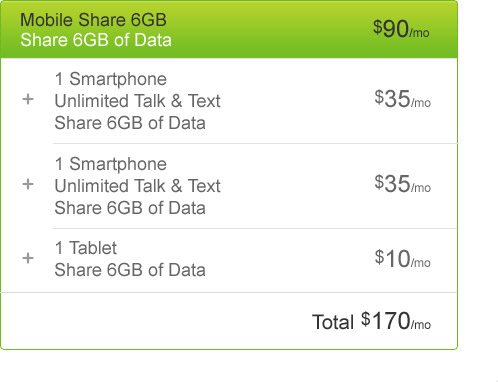 Mobile Share 6GB $90/mo
Share 6GB of Data
+ 1 Smartphone
Unlimited Talk & Text $35/mo
Share 6GB of Data
+ 1 Smartphone
Unlimited Talk & Text $35/mo
Share 6GB of Data
+ 1 Tablet $10/mo
Share 6GB of Data
Total $170/mo